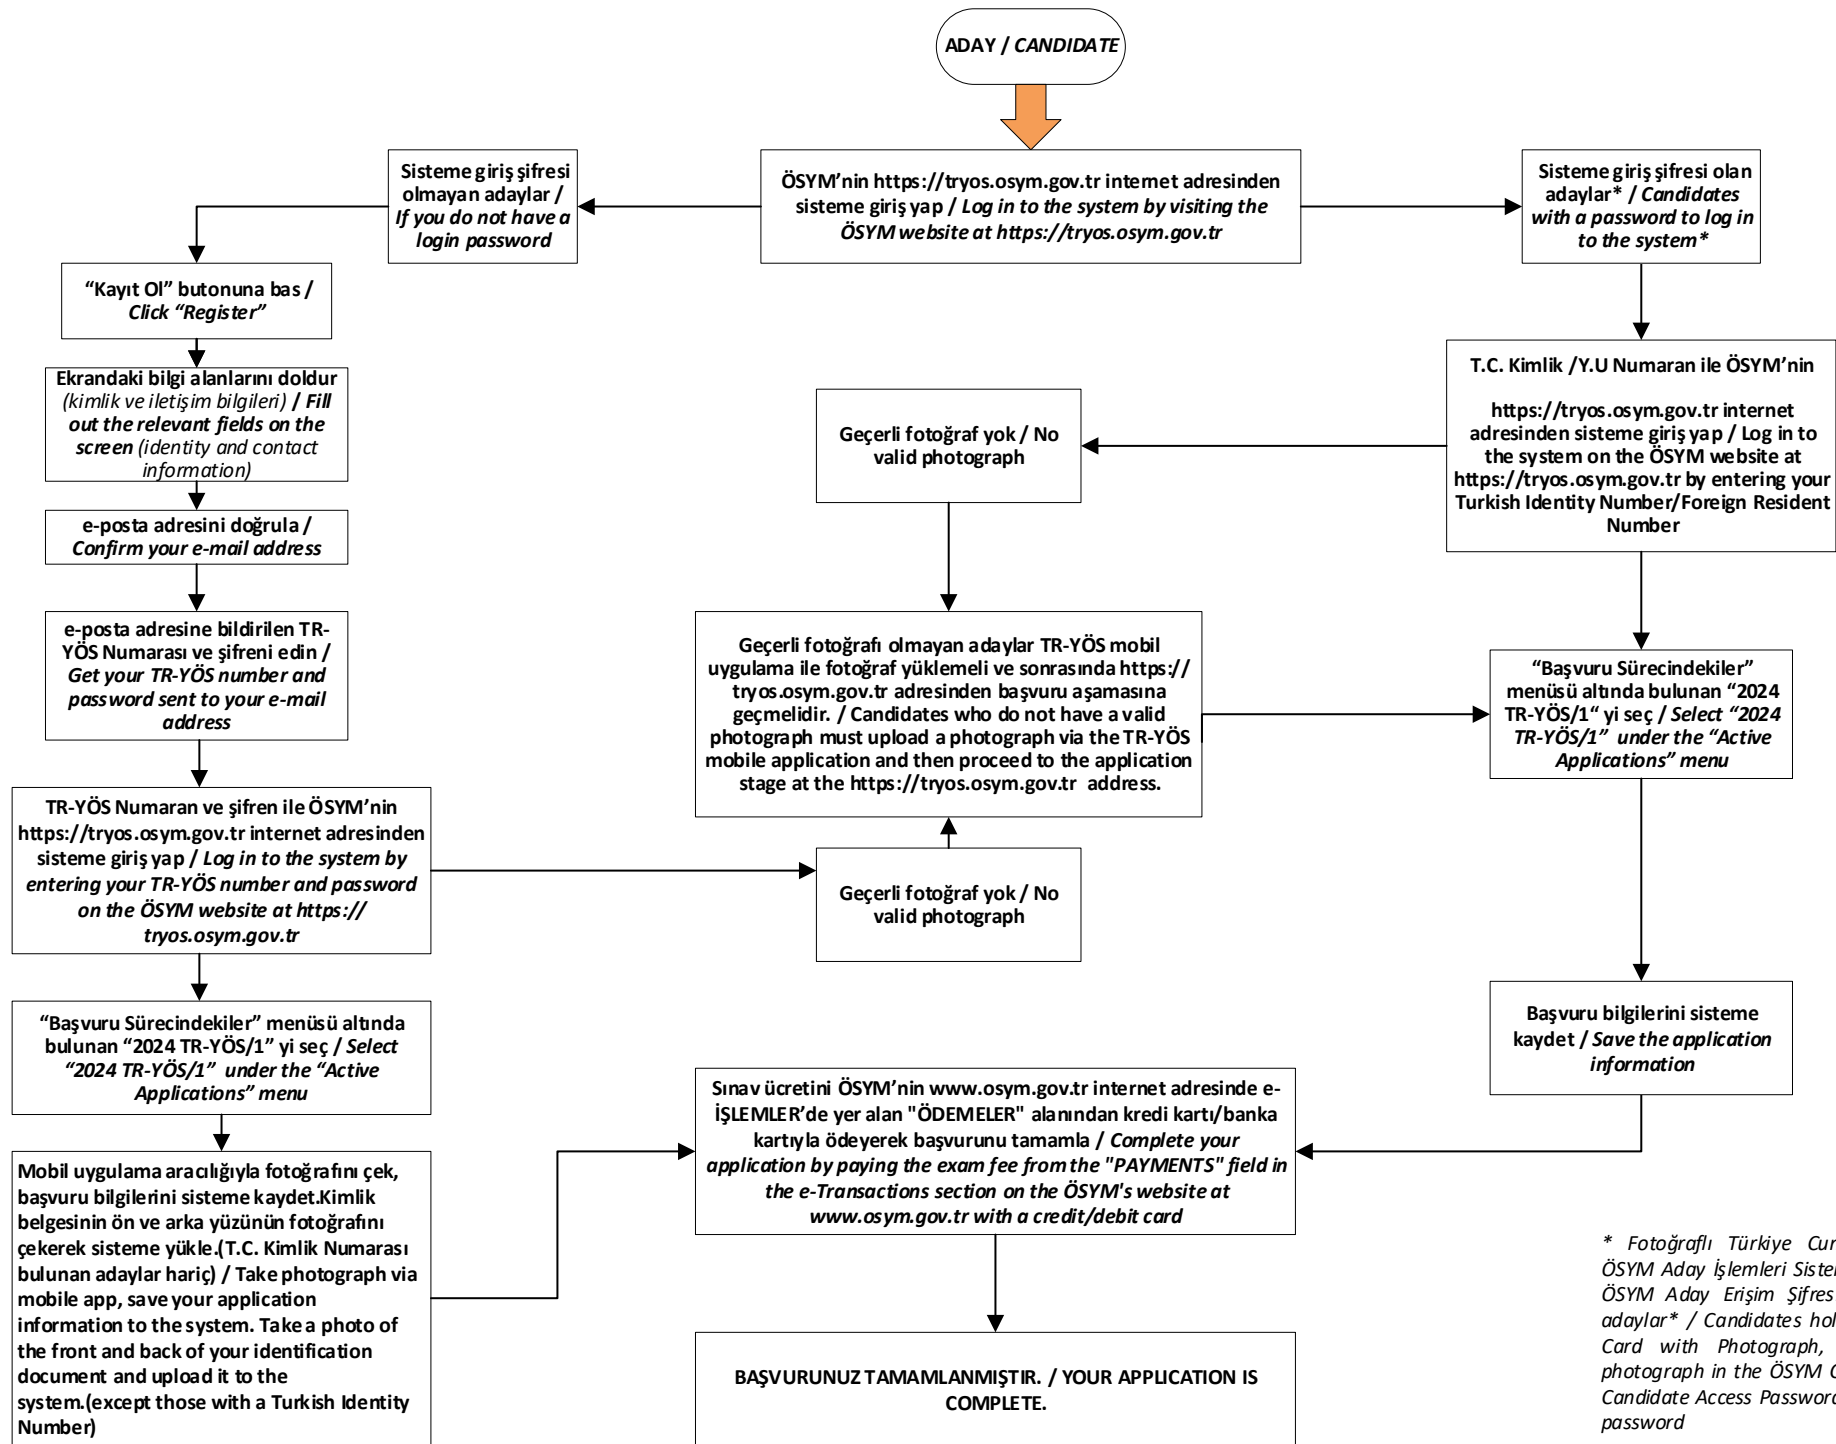 ADAY / CANDIDATE
Sisteme giriş şifresi
olmayan adaylar /
If you do not have a
login password
ÖSYM’nin https://tryos.osym.gov.tr internet adresinden
sisteme giriş yap / Log in to the system by visiting the
ÖSYM website at https://tryos.osym.gov.tr
Sisteme giriş şifresi olan
adaylar* / Candidates
with a password to log in
to the system*
“Kayıt Ol” butonuna bas /
Click “Register”
Ekrandaki bilgi alanlarını doldur
(kimlik ve iletişim bilgileri) / Fill
out the relevant fields on the
screen (identity and contact
information)
e-posta adresini doğrula /
Confirm your e-mail address
e-posta adresine bildirilen TR-
YÖS Numarası ve şifreni edin /
Get your TR-YÖS number and
password sent to your e-mail
address
TR-YÖS Numaran ve şifren ile ÖSYM’nin
https://tryos.osym.gov.tr internet adresinden
sisteme giriş yap / Log in to the system by
entering your TR-YÖS number and password
on the ÖSYM website at https://
tryos.osym.gov.tr
“Başvuru Sürecindekiler” menüsü altında
bulunan “2024 TR-YÖS/1” yi seç / Select
“2024 TR-YÖS/1” under the “Active
Applications” menu
Mobil uygulama aracılığıyla fotoğrafını çek,
başvuru bilgilerini sisteme kaydet.Kimlik
belgesinin ön ve arka yüzünün fotoğrafını
çekerek sisteme yükle.(T.C. Kimlik Numarası
bulunan adaylar hariç) / Take photograph via
mobile app, save your application
information to the system. Take a photo of
the front and back of your identification
document and upload it to the
system.(except those with a Turkish Identity
Number)
Geçerli fotoğraf yok / No
valid photograph
Geçerli fotoğrafı olmayan adaylar TR-YÖS mobil
uygulama ile fotoğraf yüklemeli ve sonrasında https://
tryos.osym.gov.tr adresinden başvuru aşamasına
geçmelidir. / Candidates who do not have a valid
photograph must upload a photograph via the TR-YÖS
mobile application and then proceed to the application
stage at the https://tryos.osym.gov.tr address.
Geçerli fotoğraf yok / No
valid photograph
T.C. Kimlik /Y.U Numaran ile ÖSYM’nin
https://tryos.osym.gov.tr internet
adresinden sisteme giriş yap / Log in to
the system on the ÖSYM website at
https://tryos.osym.gov.tr by entering your
Turkish Identity Number/Foreign Resident
Number
“Başvuru Sürecindekiler”
menüsü altında bulunan “2024
TR-YÖS/1“ yi seç / Select “2024
TR-YÖS/1” under the “Active
Applications” menu
Başvuru bilgilerini sisteme
kaydet / Save the application
information
Sınav ücretini ÖSYM’nin www.osym.gov.tr internet adresinde e-
İŞLEMLER’de yer alan "ÖDEMELER" alanından kredi kartı/banka
kartıyla ödeyerek başvurunu tamamla / Complete your
application by paying the exam fee from the "PAYMENTS" field in
the e-Transactions section on the ÖSYM's website at
www.osym.gov.tr with a credit/debit card
BAŞVURUNUZ TAMAMLANMIŞTIR. / YOUR APPLICATION IS
COMPLETE.
* Fotoğraflı Türkiye
ÖSYM Aday İşlemleri
ÖSYM Aday Erişim
adaylar* / Candidates
Card with Photograph,
photograph in the ÖSYM
Candidate Access Password
password